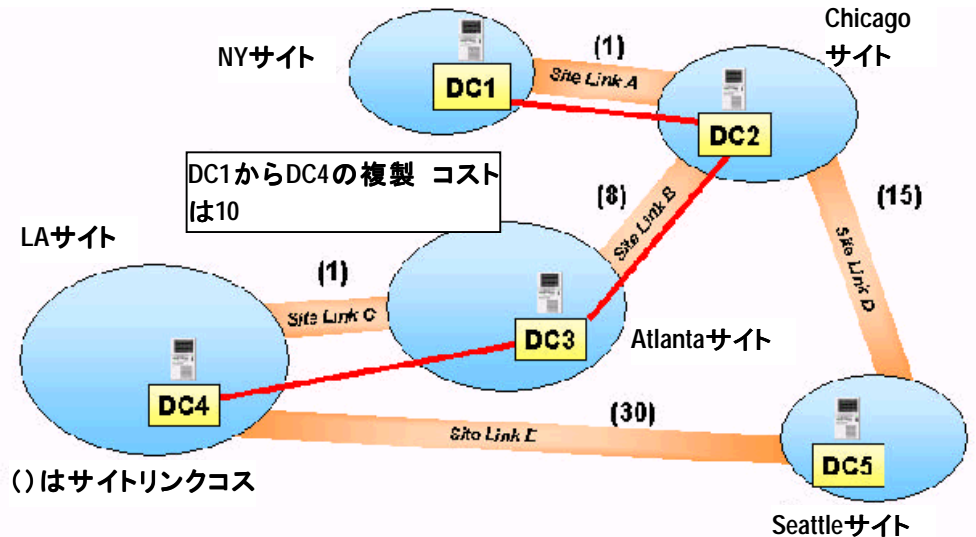 Chicago
サイト
NYサイト
(1)
Site Link A
DC1
DC2
DC1からDC4の複製 コスト
は10
(8)
Site Link B
(15)
Site Link D
LAサイト
(1)
Site Link C
DC3
Atlantaサイト
DC4
(30)
Site Link E
DC5
()はサイトリンクコス
Seattleサイト